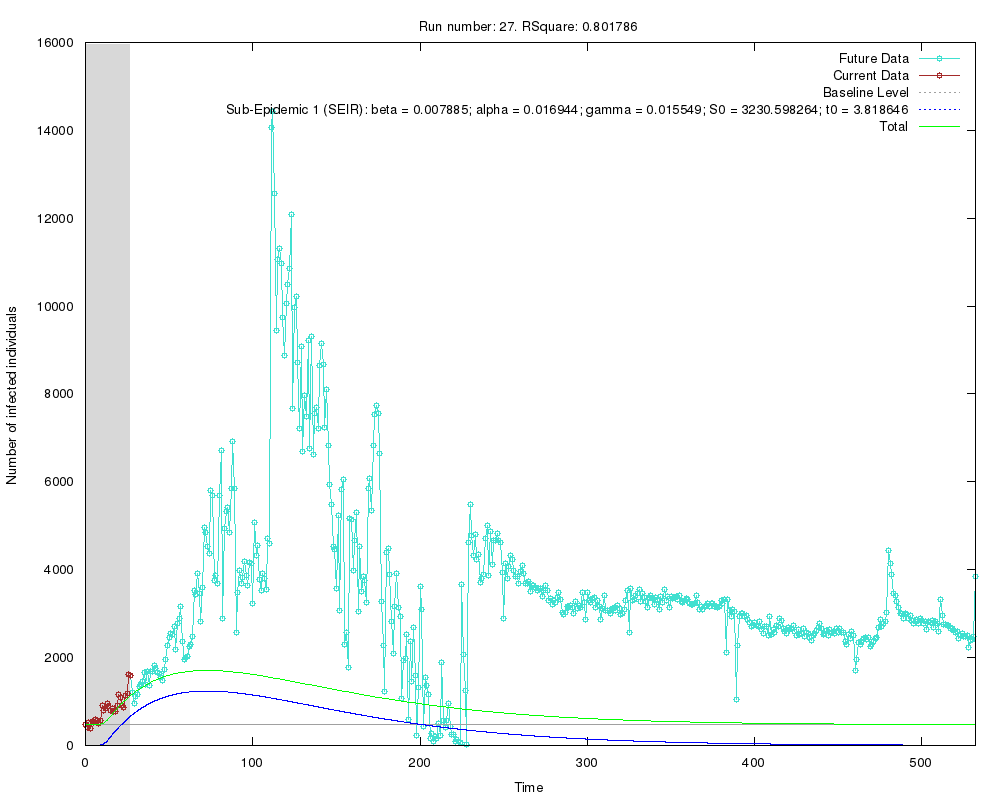 Run number: 27. RSquare: 0.801786
16000
14000
12000
10000
8000
6000
4000
2000
0
Number of infected individuals
Future Data
Current Data
Baseline Level
Sub-Epidemic 1 (SEIR): beta = 0.007885; alpha = 0.016944; gamma = 0.015549; S0 = 3230.598264; t0 = 3.818646
Total
0 100 200 300 400 500
Time